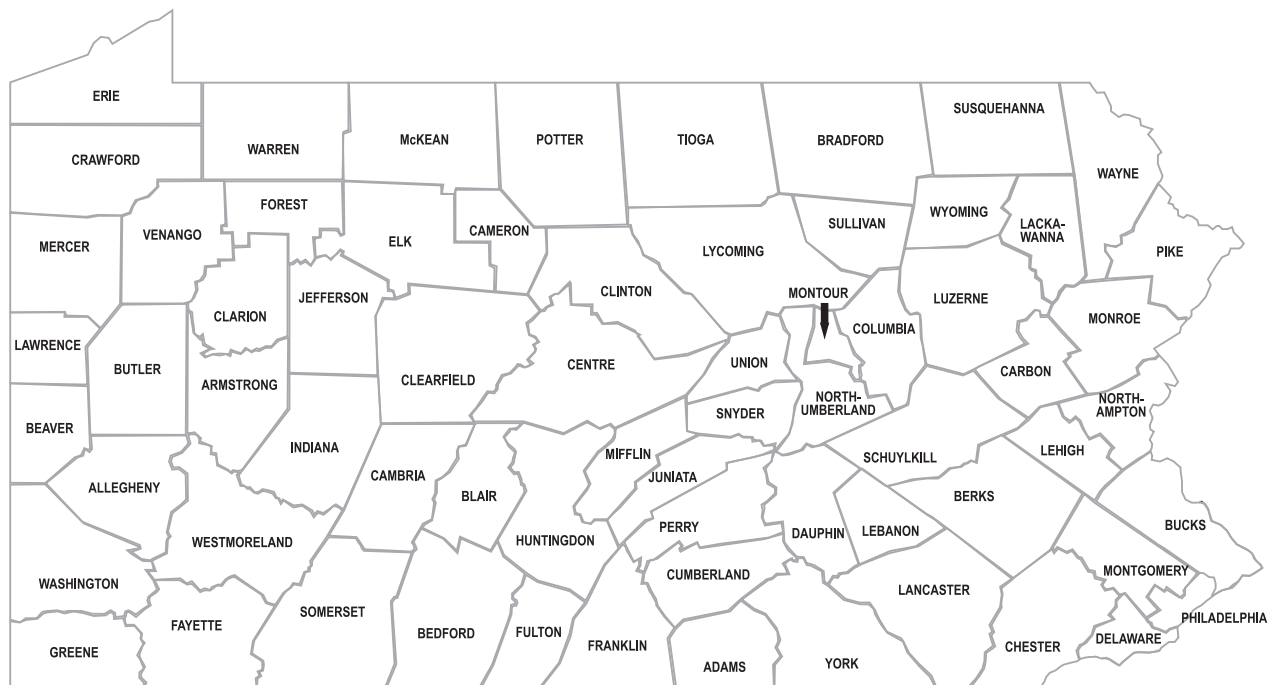 ERIE
CRAWFORD
WARREN
McKEAN
POTTER
TIOGA
BRADFORD
SUSQUEHANNA
WAYNE
FOREST
MERCER
VENANGO
ELK
CAMERON
LYCOMING
SULLIVAN
WYOMING
LACKA-
WANNA
PIKE
CLARION
JEFFERSON
CLINTON
MONTOUR
COLUMBIA
LUZERNE
MONROE
LAWRENCE
BUTLER
ARMSTRONG
CLEARFIELD
CENTRE
UNION
CARBON
BEAVER
SNYDER
NORTH-
UMBERLAND
NORTH-
AMPTON
INDIANA
MIFFLIN
SCHUYLKILL
LEHIGH
ALLEGHENY
CAMBRIA
BLAIR
JUNIATA
BERKS
WESTMORELAND
HUNTINGDON
PERRY
DAUPHIN
LEBANON
BUCKS
WASHINGTON
CUMBERLAND
LANCASTER
MONTGOMERY
FAYETTE
SOMERSET
BEDFORD
FULTON
FRANKLIN
PHILADELPHIA
GREENE
ADAMS
YORK
CHESTER
DELAWARE